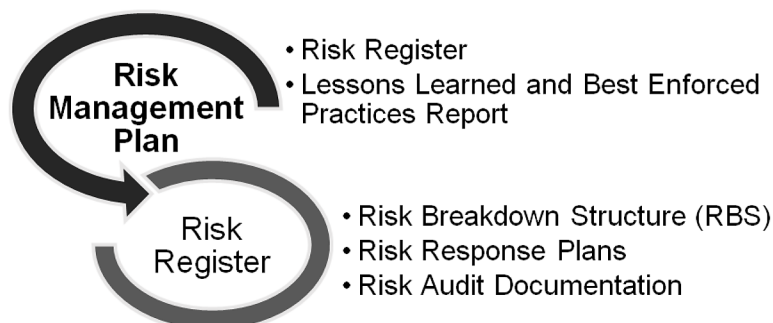 Risk
Management
Plan
• Risk Register
• Lessons Learned and Best Enforced
Practices Report
Risk
Register
• Risk Breakdown Structure (RBS)
• Risk Response Plans
• Risk Audit Documentation